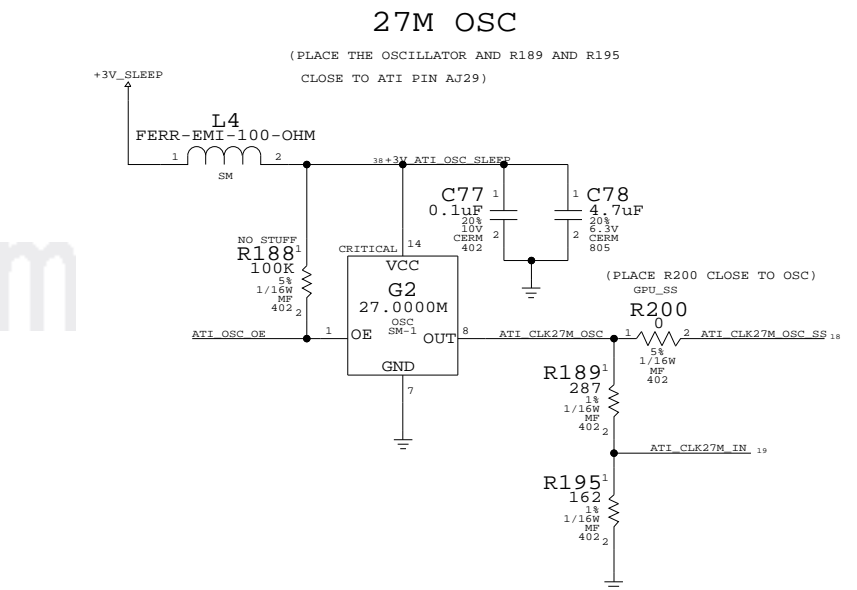 27M OSC
(PLACE THE OSCILLATOR AND R189 AND R195
CLOSE TO ATI PIN AJ29)
+3V_SLEEP
L4
FERR-EMI-100-OHM
1
2
SM
38
+3V_ATI_OSC_SLEEP
C77
0.1uF
20%
10V
CERM
402
1
2
C78
4.7uF
20%
6.3V
CERM
805
1
2
NO STUFF
R188
100K
5%
1/16W
MF
402
1
2
CRITICAL
14
VCC
G2
27.0000M
OSC
SM-1
OE
OUT
GND
ATI_OSC_OE
1
8
7
ATI_CLK27M_OSC
(PLACE R200 CLOSE TO OSC)
GPU_SS
R200
0
1
2
5%
1/16W
MF
402
ATI_CLK27M_OSC_SS
18
R189
287
1%
1/16W
MF
402
1
2
ATI_CLK27M_IN
19
R195
162
1%
1/16W
MF
402
1
2
m